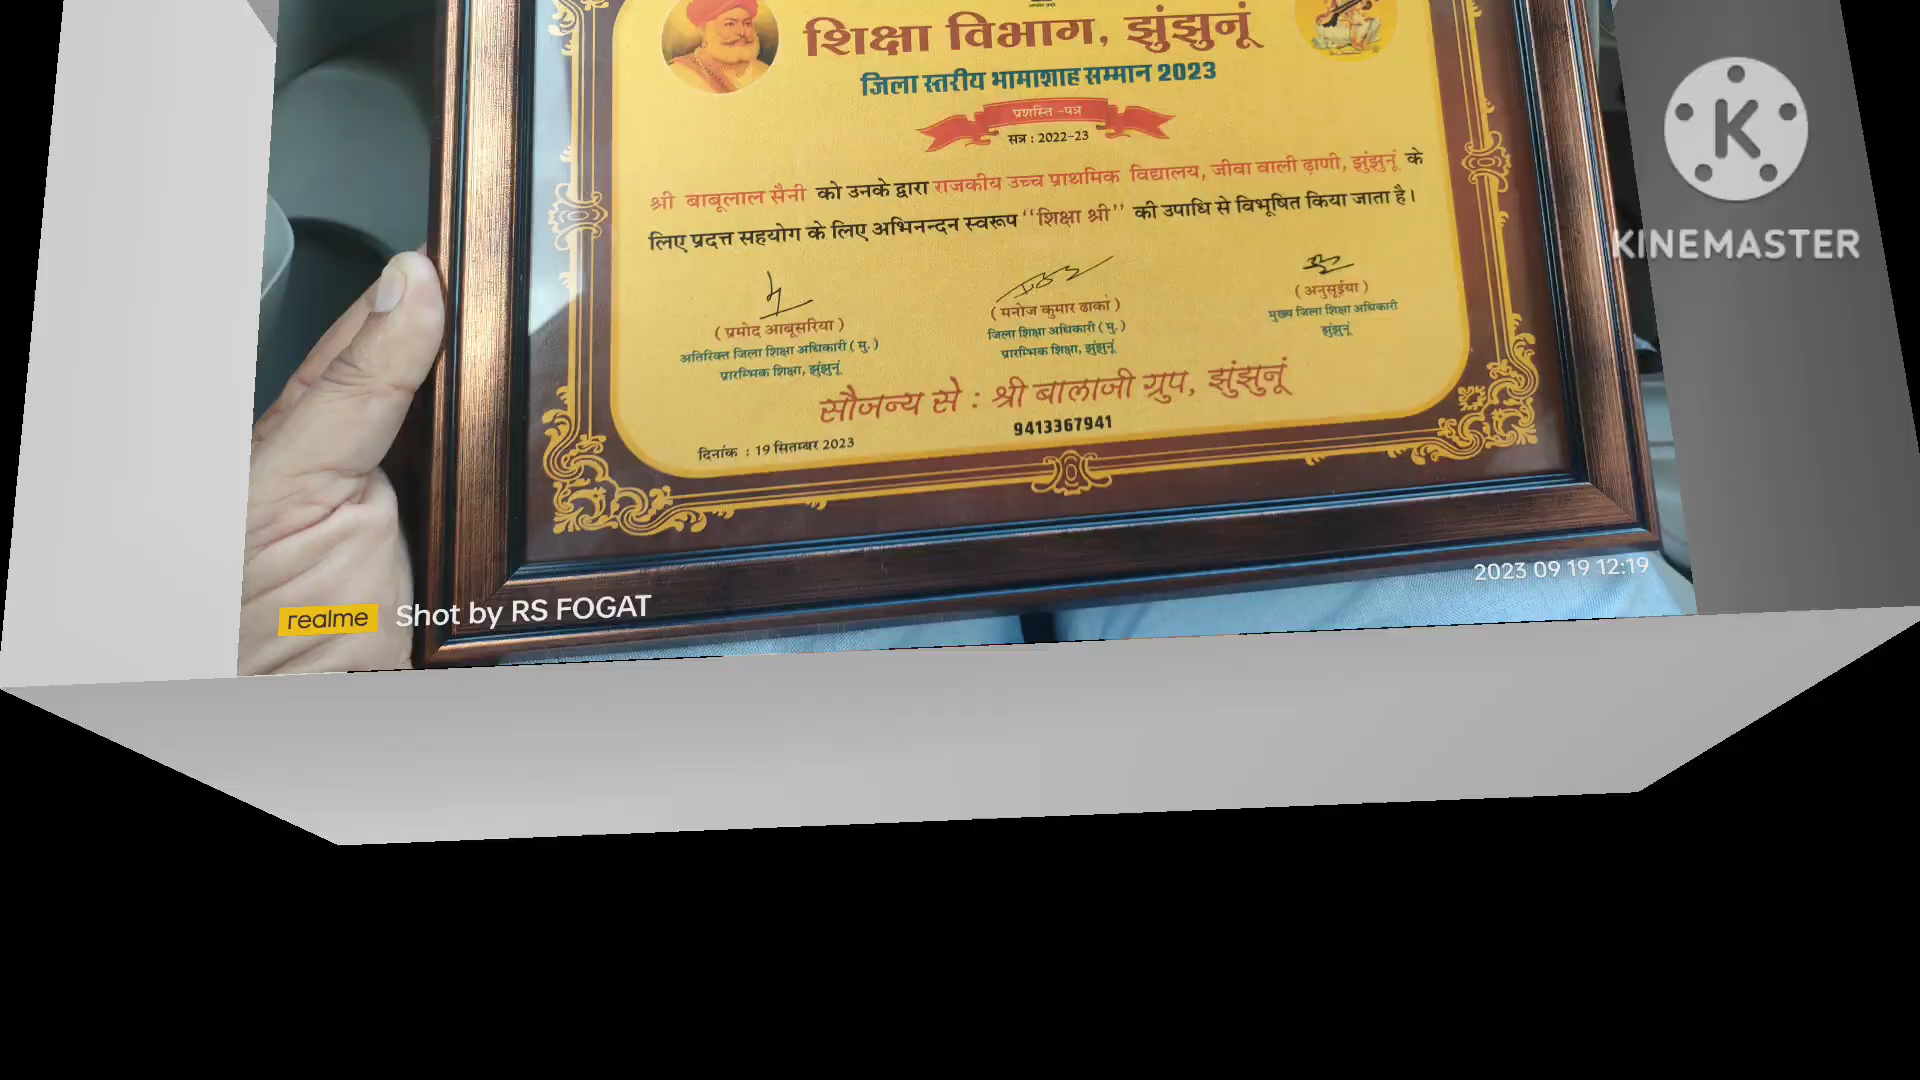 शिक्षा विभाग, झुंझुनूं
जिला स्तरीय भामाशाह सम्मान 2023
प्रशस्ति -पत्र
सत्र : 2022-23
श्री बाबूलाल सैनी को उनके द्वारा राजकीय उच्च प्राथमिक विद्यालय, जीवा वाली ढ़ाणी, झुंझुनूं के
लिए प्रदत्त सहयोग के लिए अभिनन्दन स्वरूप ‘‘शिक्षा श्री’’ की उपाधि से विभूषित किया जाता है।
( प्रमोद आबूसरिया )
अतिरिक्त जिला शिक्षा अधिकारी ( मु. )
प्रारम्भिक शिक्षा, झुंझुनूं
( मनोज कुमार ढाका )
जिला शिक्षा अधिकारी ( मु. )
प्रारम्भिक शिक्षा, झुंझुनूं
( अनुसूईया )
मुख्य जिला शिक्षा अधिकारी
झुंझुनूं
सौजन्य से : श्री बालाजी ग्रुप, झुंझुनूं
9413367941
दिनांक : 19 सितम्बर 2023
2023 09 19 12:19
realme Shot by RS FOGAT
K
KINEMASTER